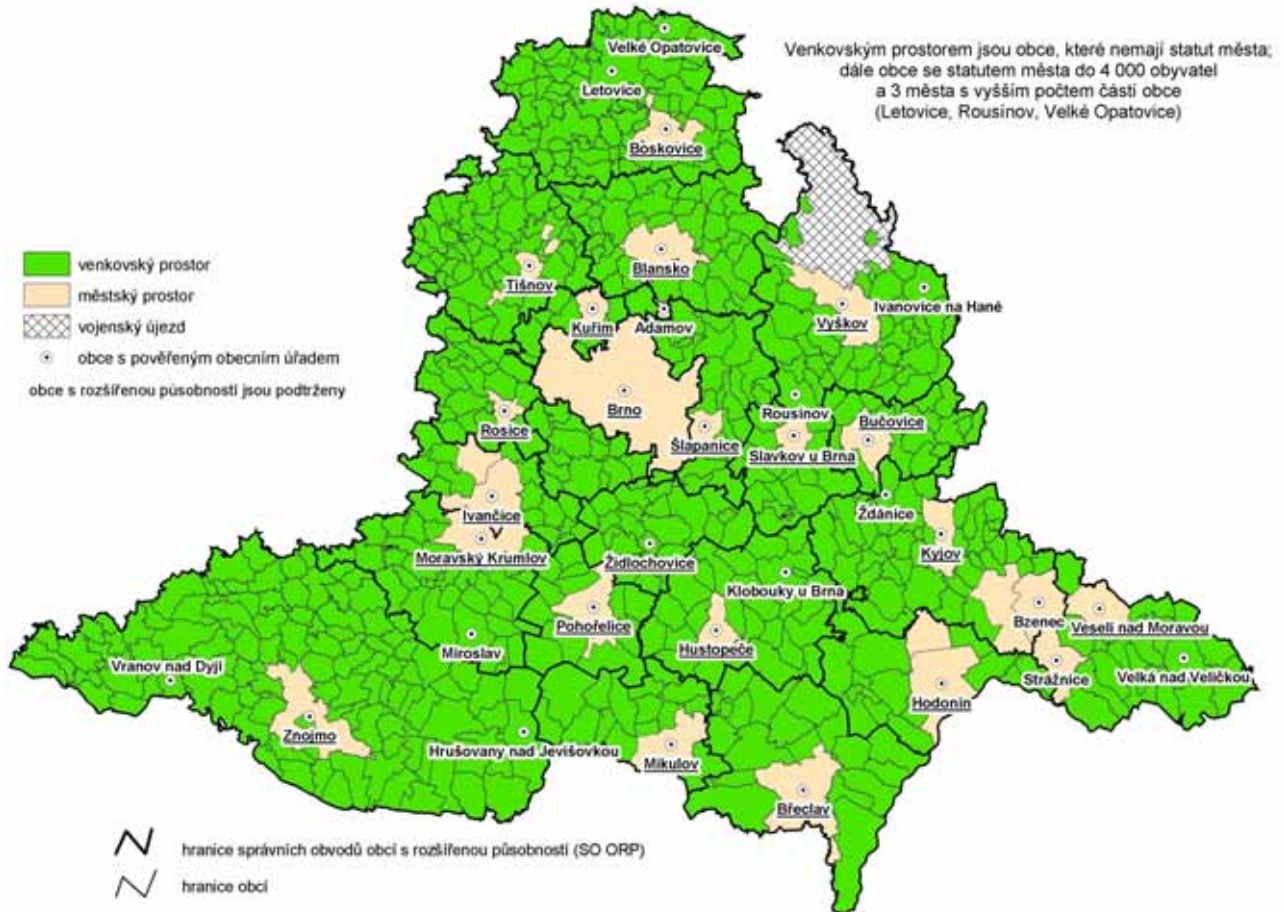 Venkovským prostorem jsou obce, které nemají statut města;
dále obce se statutem města do 4 000 obyvatel
a 3 města s vyšším počtem částí obce
(Letovice, Rousínov, Velké Opatovice)
Velké Opatovice
Letovice
Boskovice
venkovský prostor
městský prostor
vojenský újezd
obce s pověřeným obecním úřadem
obce s rozšířenou působností jsou podtrženy
Blansko
Tišnov
Kuřim
Adamov
Vyškov
Ivanovice na Hané
Brno
Rousínov
Bučovice
Rosice
Šlapanice
Slavkov u Brna
Ivančice
Ždánice
Moravský Krumlov
Židlochovice
Kyjov
Klobouky u Brna
Pohořelice
Hustopeče
Bzenec
Veselí nad Moravou
Miroslav
Vranov nad Dyjí
Strážnice
Velká nad Veličkou
Hodonín
Znojmo
Hrušovany nad Jevišovkou
Mikulov
Břeclav
hranice správních obvodů obcí s rozšířenou působností (SO ORP)
hranice obcí